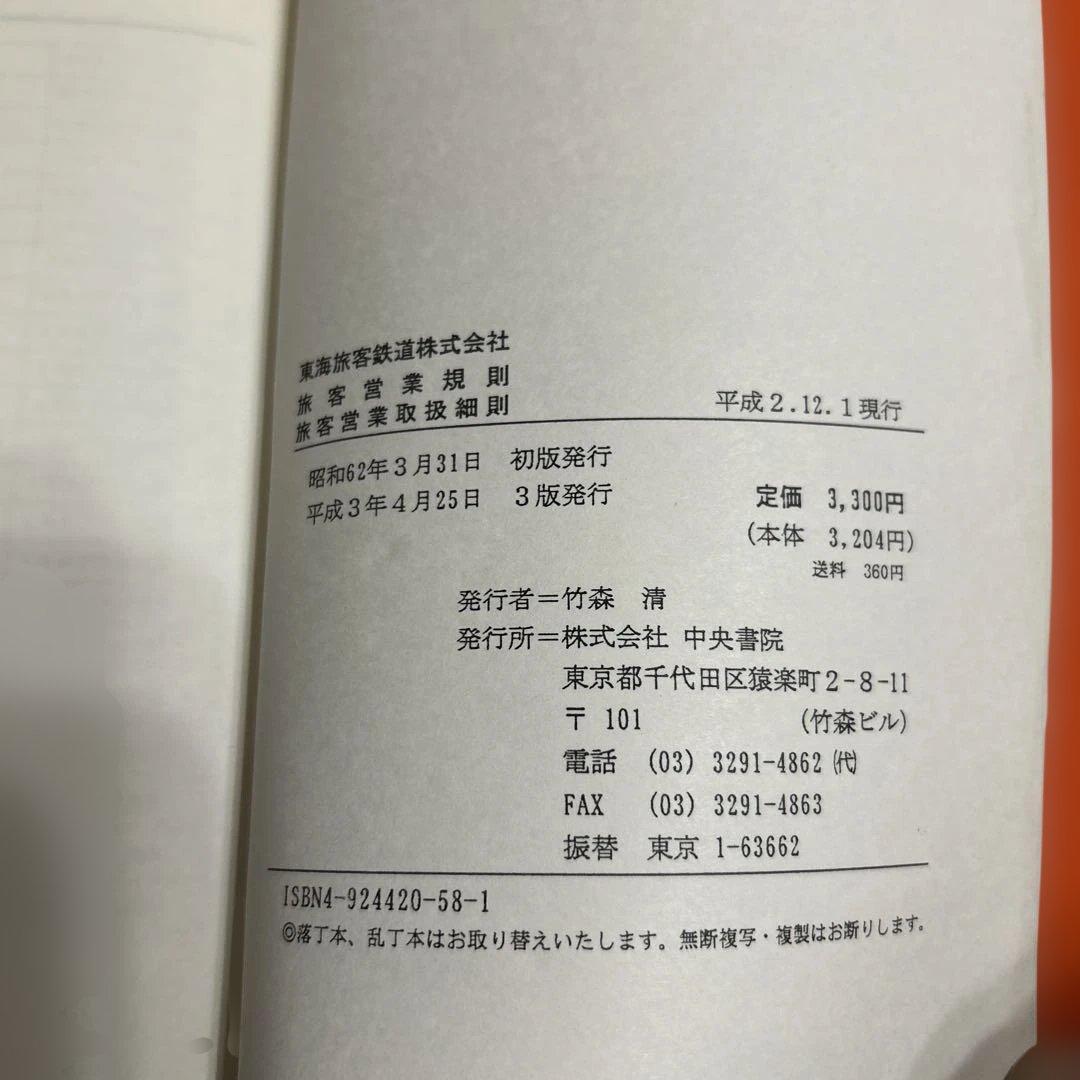 東海旅客鉄道株式会社
旅客営業規則
旅客営業取扱細則
平成2.12.1現行
昭和62年3月31日 初版発行
平成3年4月25日 3版発行
定価 3,300円
(本体 3,204円)
送料 360円
発行者＝竹森 清
発行所＝株式会社 中央書院
東京都千代田区猿楽町2-8-11
〒 101 (竹森ビル)
電話 (03) 3291-4862 ㈹
FAX (03) 3291-4863
振替 東京 1-63662
ISBN4-924420-58-1
◎落丁本、乱丁本はお取り替えいたします。無断複写・複製はお断りします。